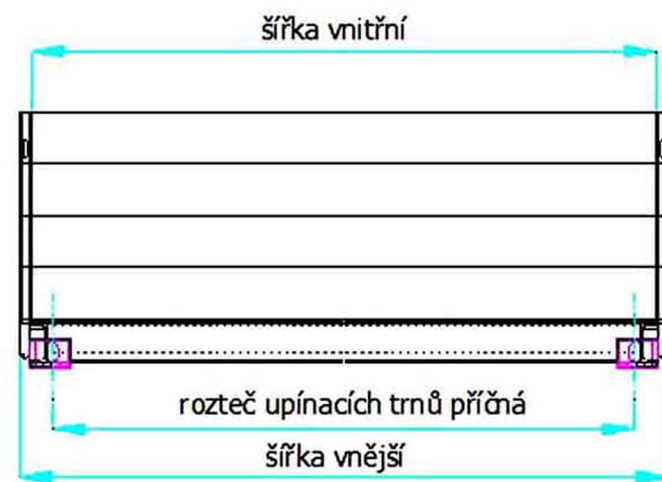 šířka vnitřní
rozteč upínacích trnů příčná
šířka vnější